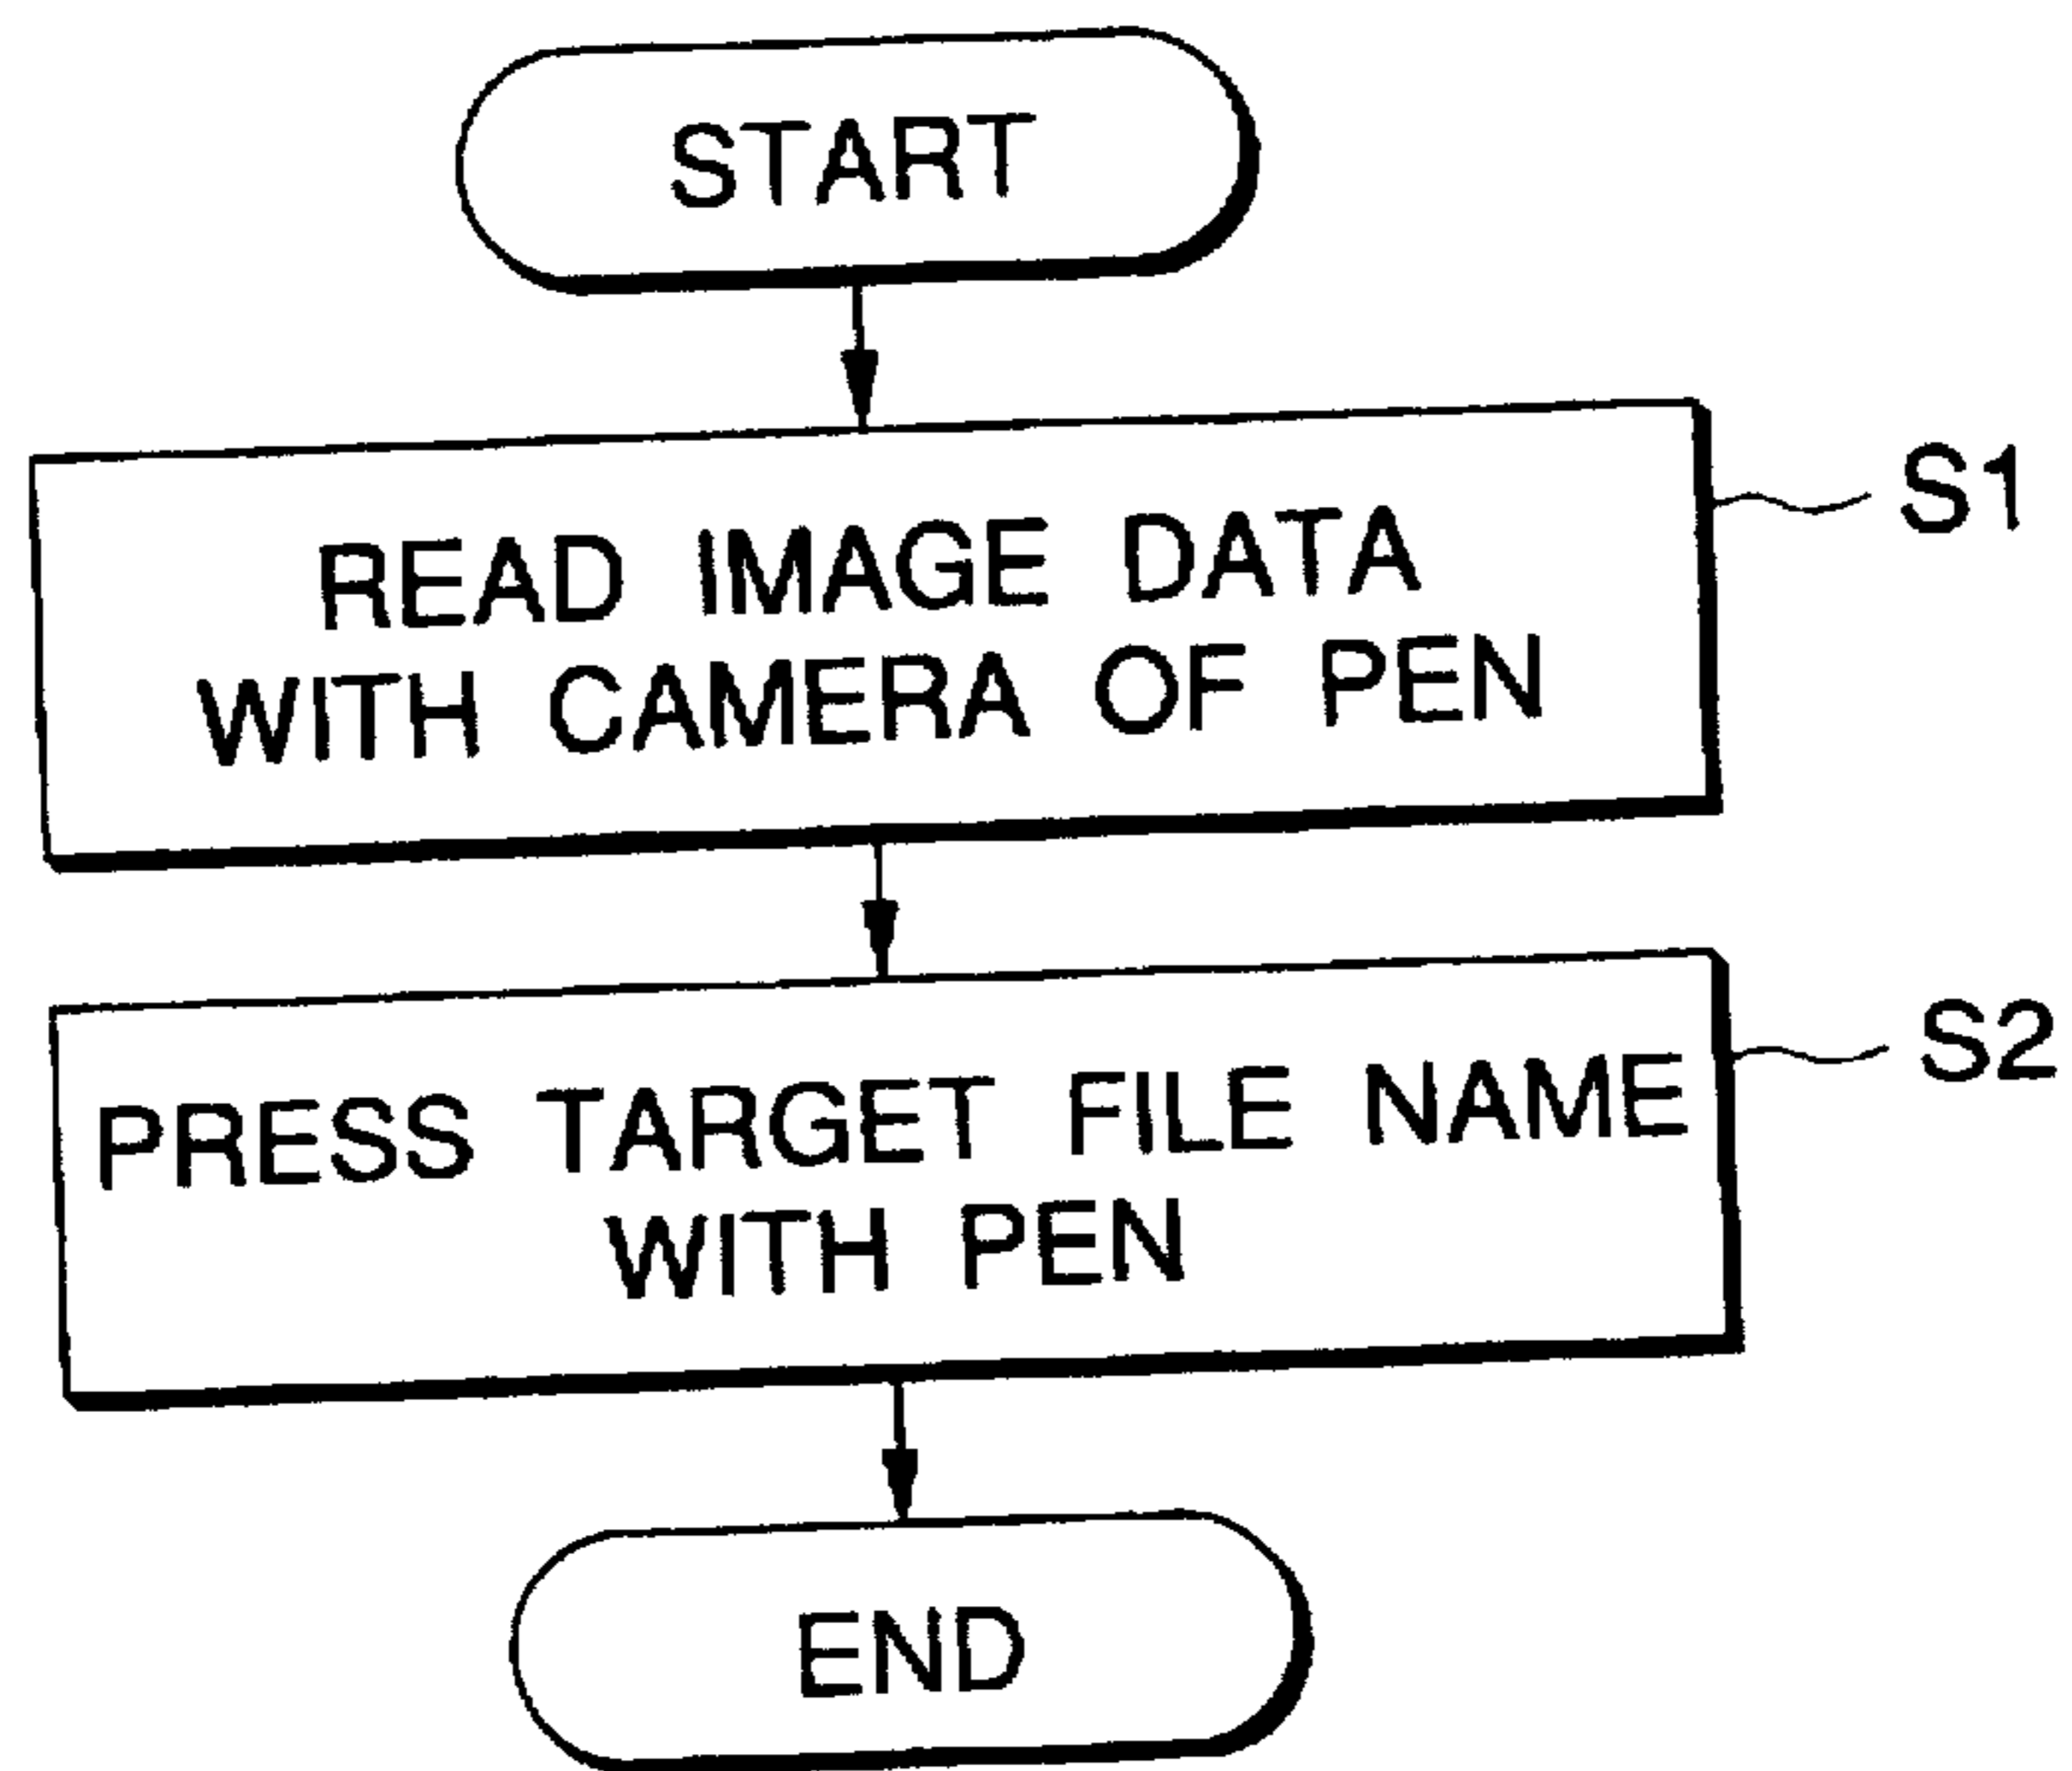 START
READ IMAGE DATA
WITH CAMERA OF PEN
S1
PRESS TARGET FILE NAME
WITH PEN
S2
END